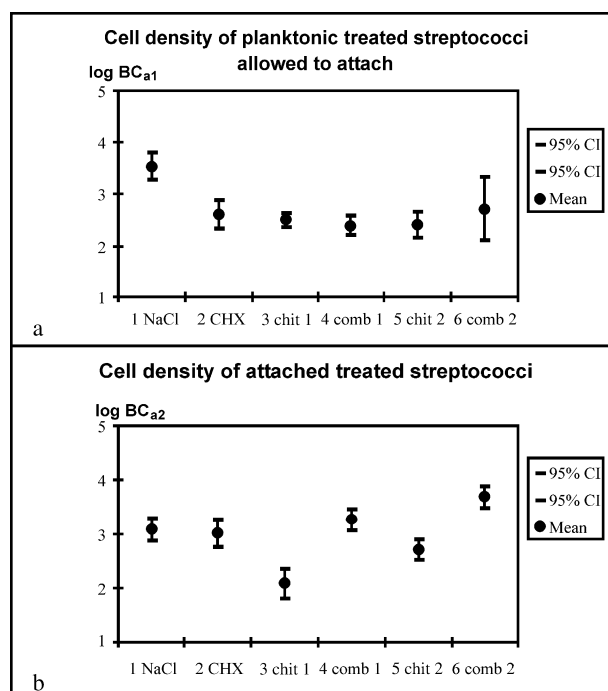 Cell density of planktonic treated streptococci
allowed to attach
log BCa1
5
4
3
2
1
1 NaCl 2 CHX 3 chit 1 4 comb 1 5 chit 2 6 comb 2
95% CI
95% CI
Mean
a
Cell density of attached treated streptococci
log BCa2
5
4
3
2
1
1 NaCl 2 CHX 3 chit 1 4 comb 1 5 chit 2 6 comb 2
95% CI
95% CI
Mean
b